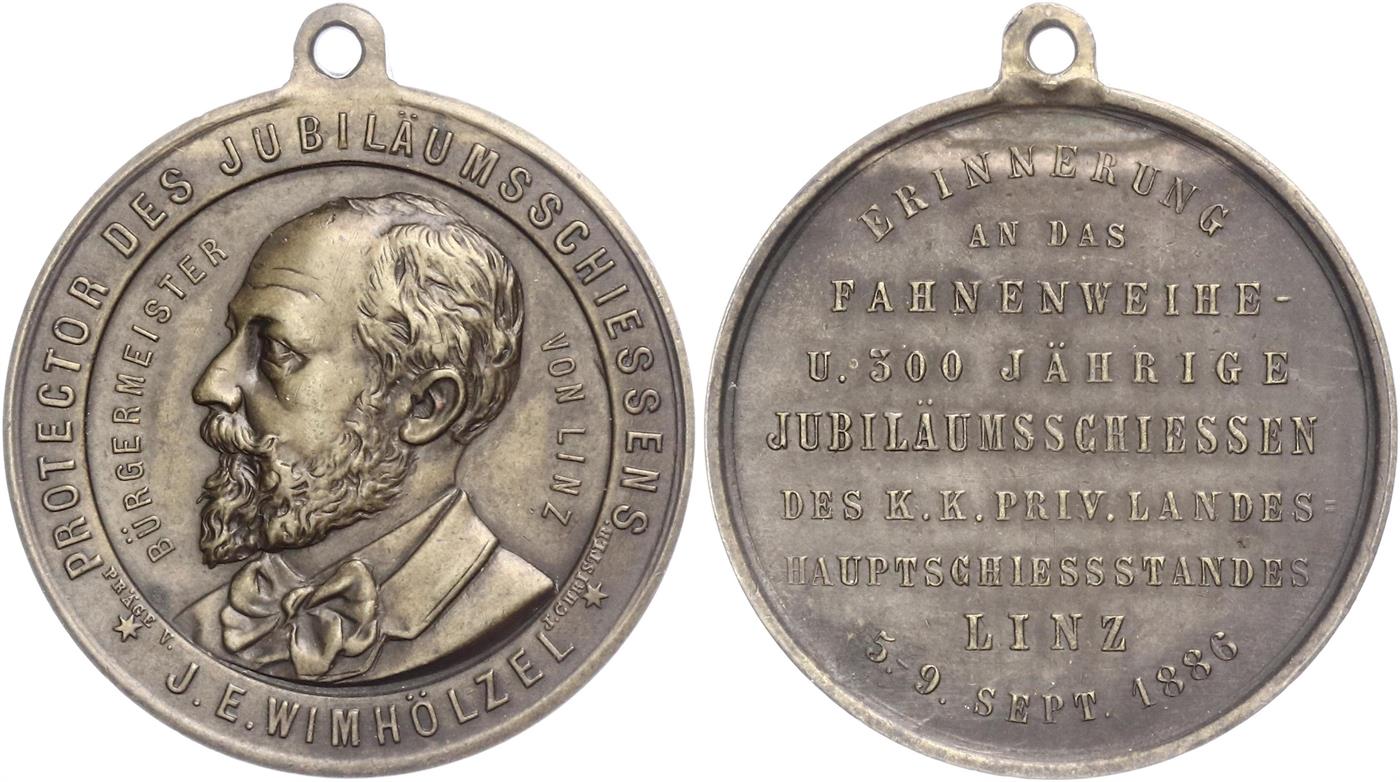 PROTECTOR DES JUBILÄUMSSCHIESSENS
J. E. WIMHÖLZEL
BÜRGERMEISTER
VON LINZ
PRÄGE V.
J. CHRISTLBR
ERINNERUNG
AN DAS
FAHNENWEIHE-
U. 300 JÄHRIGE
JUBILÄUMSSCHIESSEN
DES K. K. PRIV. LANDES=
HAUPTSCHIESSSTANDES
LINZ
5.-9. SEPT. 1886